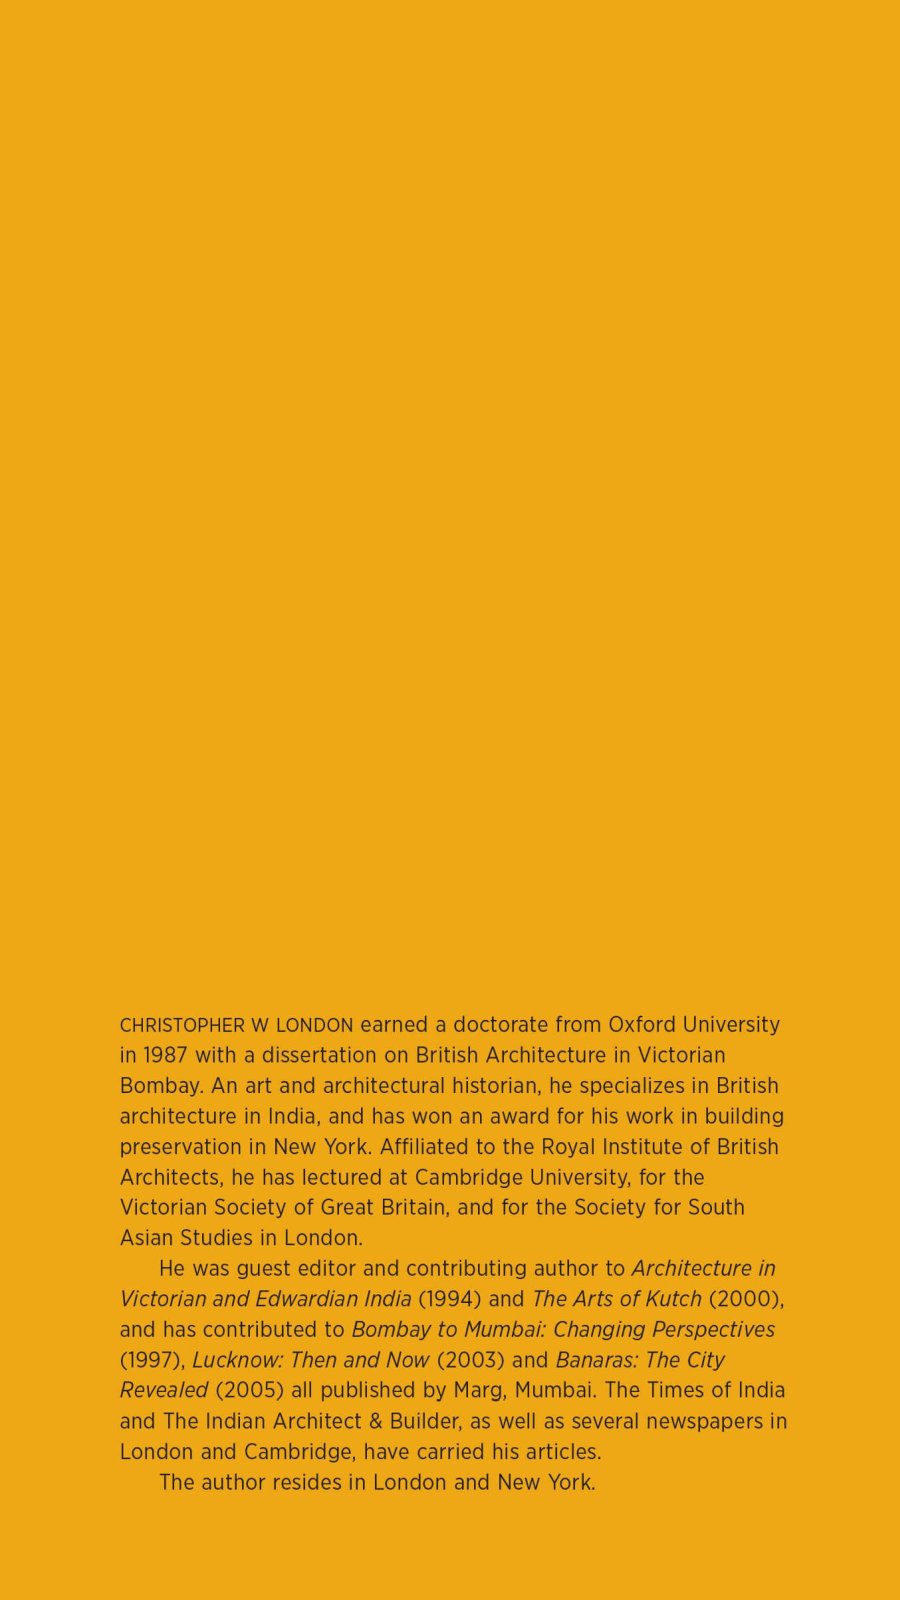 CHRISTOPHER W LONDON earned a doctorate from Oxford University
in 1987 with a dissertation on British Architecture in Victorian
Bombay. An art and architectural historian, he specializes in British
architecture in India, and has won an award for his work in building
preservation in New York. Affiliated to the Royal Institute of British
Architects, he has lectured at Cambridge University, for the
Victorian Society of Great Britain, and for the Society for South
Asian Studies in London.
He was guest editor and contributing author to Architecture in
Victorian and Edwardian India (1994) and The Arts of Kutch (2000),
and has contributed to Bombay to Mumbai: Changing Perspectives
(1997), Lucknow: Then and Now (2003) and Banaras: The City
Revealed (2005) all published by Marg, Mumbai. The Times of India
and The Indian Architect & Builder, as well as several newspapers in
London and Cambridge, have carried his articles.
The author resides in London and New York.